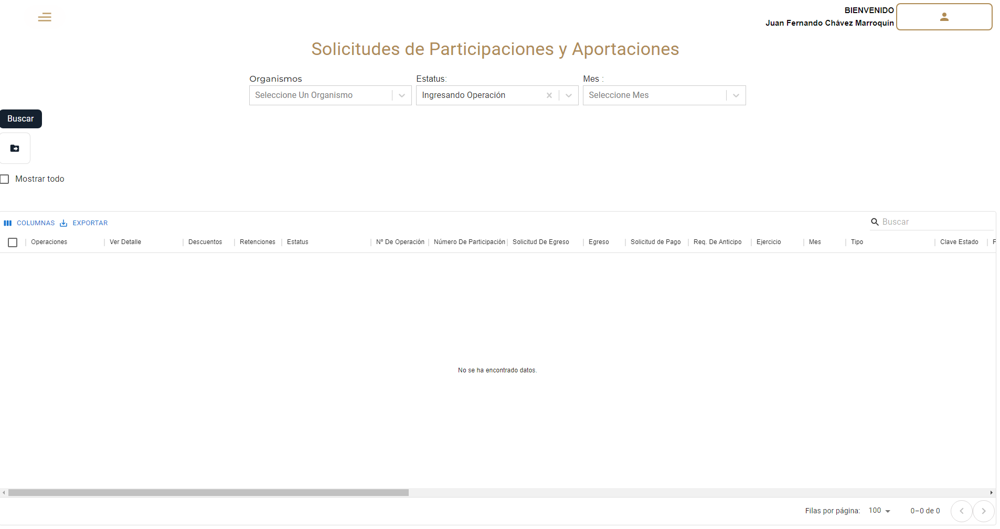 BIENVENIDO
Juan Fernando Chávez Marroquín
Solicitudes de Participaciones y Aportaciones
Organismos Estatus: Mes :
Seleccione Un Organismo Ingresando Operación Seleccione Mes
Buscar
Mostrar todo
COLUMNAS EXPORTAR Buscar
Operaciones Ver Detalle Descuentos Retenciones Estatus Nº De Operación Número De Participación Solicitud De Egreso Egreso Solicitud de Pago Req. De Anticipo Ejercicio Mes Tipo Clave Estado
No se ha encontrado datos.
Filas por página: 100 0–0 de 0